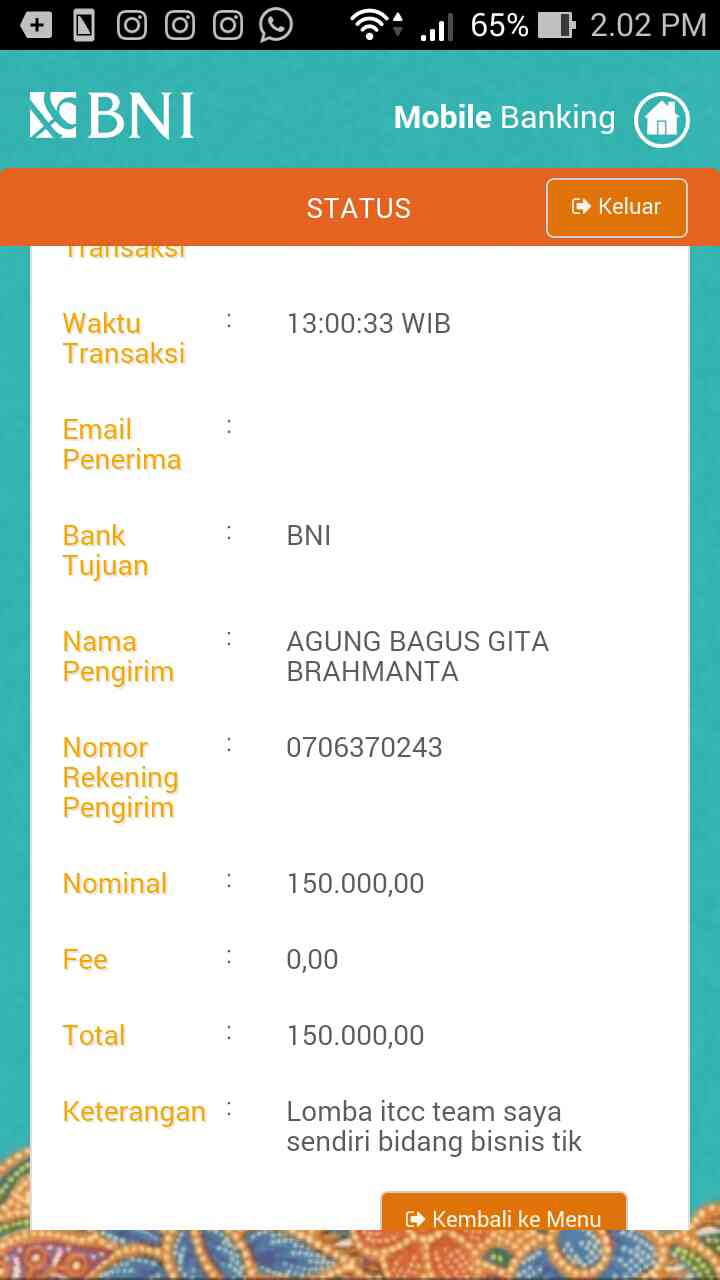 65% 2.02 PM
BNI Mobile Banking
STATUS Keluar
Transaksi
Waktu Transaksi : 13:00:33 WIB
Email Penerima :
Bank Tujuan : BNI
Nama Pengirim : AGUNG BAGUS GITA BRAHMANTA
Nomor Rekening Pengirim : 0706370243
Nominal : 150.000,00
Fee : 0,00
Total : 150.000,00
Keterangan : Lomba itcc team saya sendiri bidang bisnis tik
Kembali ke Menu